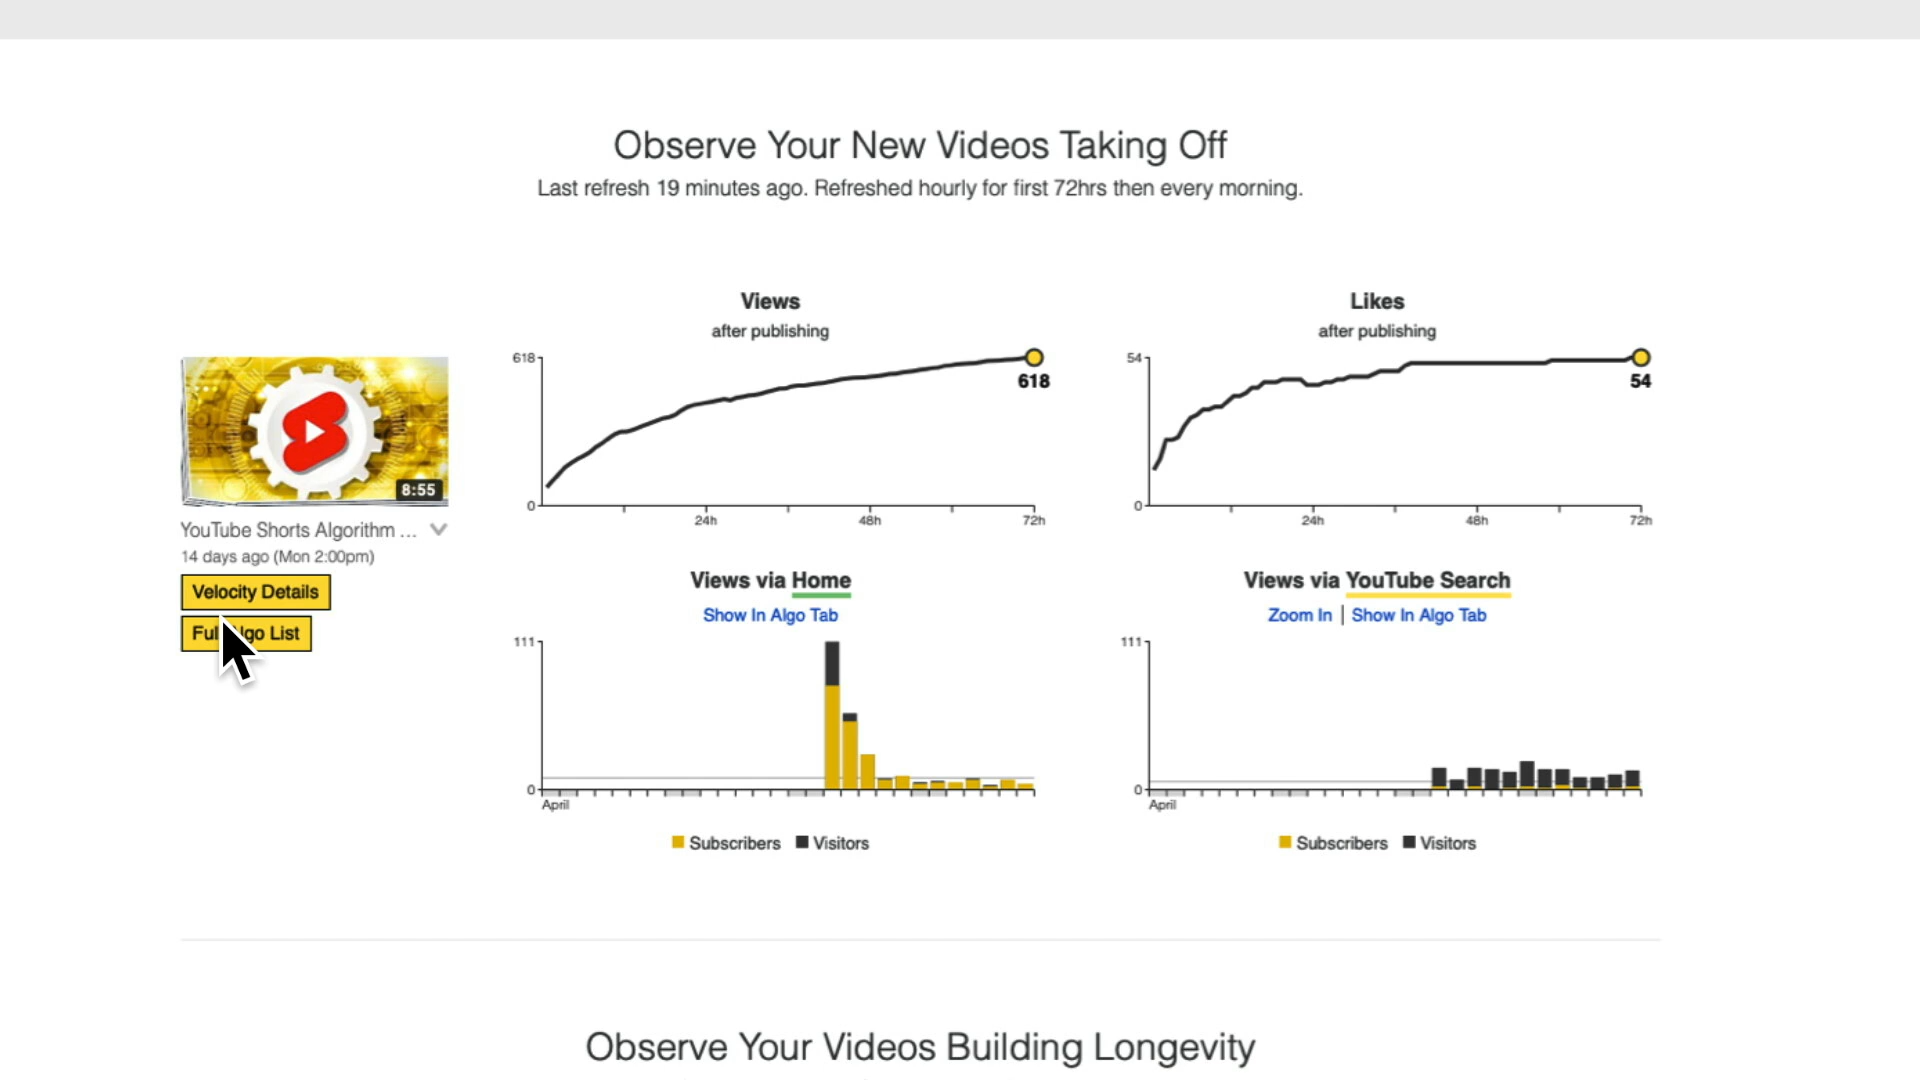 Observe Your New Videos Taking Off
Last refresh 19 minutes ago. Refreshed hourly for first 72hrs then every morning.
8:55
YouTube Shorts Algorithm ...
14 days ago (Mon 2:00pm)
Velocity Details
List
Views
after publishing
618
618
0
24h
48h
72h
Likes
after publishing
54
54
0
24h
48h
72h
Views via Home
Show In Algo Tab
111
0
April
Subscribers Visitors
Views via YouTube Search
Zoom In | Show In Algo Tab
111
0
April
Subscribers Visitors
Observe Your Videos Building Longevity